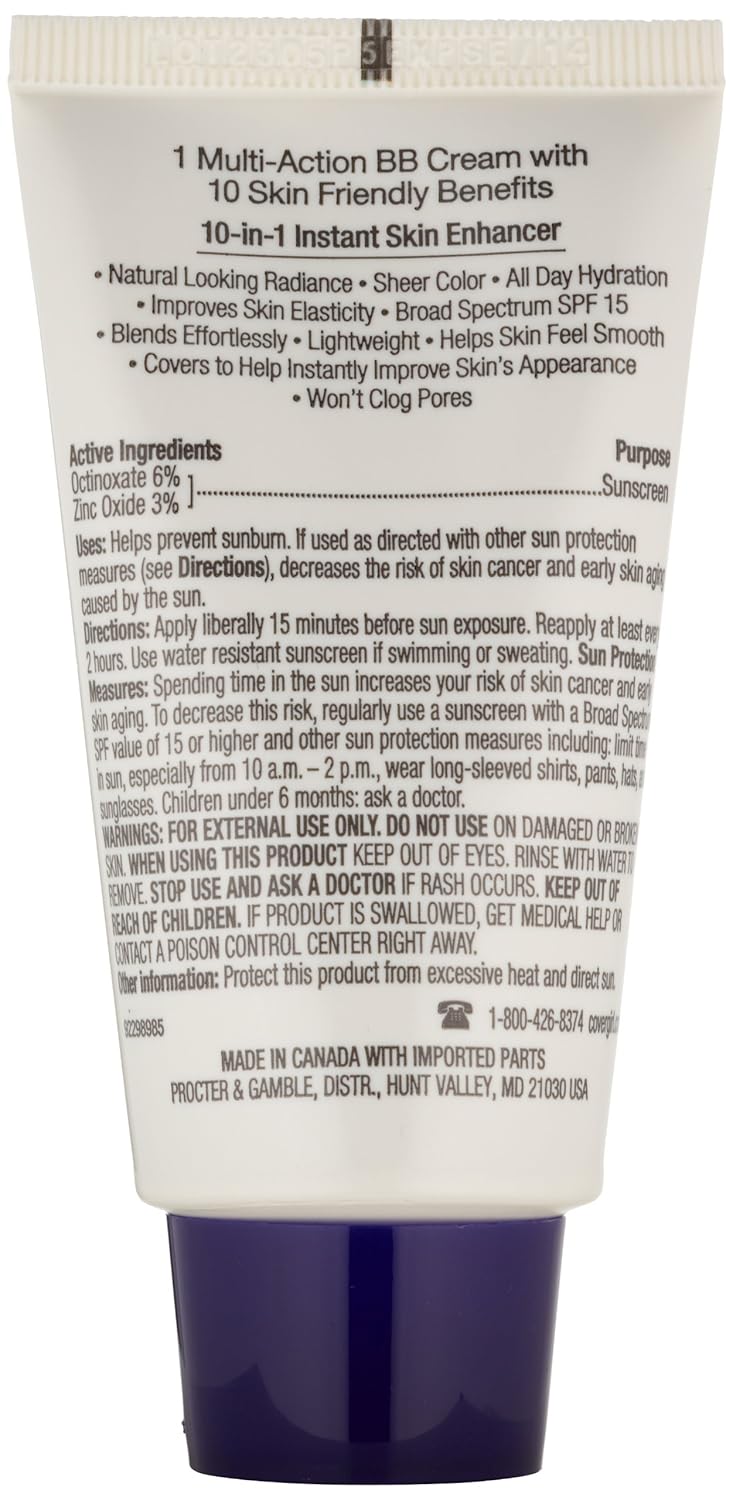 1 Multi-Action BB Cream with
10 Skin Friendly Benefits
10-in-1 Instant Skin Enhancer
• Natural Looking Radiance • Sheer Color • All Day Hydration
• Improves Skin Elasticity • Broad Spectrum SPF 15
• Blends Effortlessly • Lightweight • Helps Skin Feel Smooth
• Covers to Help Instantly Improve Skin's Appearance
• Won't Clog Pores
Active Ingredients Purpose
Octinoxate 6%
Zinc Oxide 3% ] Sunscreen
Uses: Helps prevent sunburn. If used as directed with other sun protection
measures (see Directions), decreases the risk of skin cancer and early skin aging
caused by the sun.
Directions: Apply liberally 15 minutes before sun exposure. Reapply at least
2 hours. Use water resistant sunscreen if swimming or sweating. Sun Protection
Measures: Spending time in the sun increases your risk of skin cancer and
skin aging. To decrease this risk, regularly use a sunscreen with a Broad
SPF value of 15 or higher and other sun protection measures including: limit
in sun, especially from 10 a.m. – 2 p.m., wear long-sleeved shirts, pants, hats,
sunglasses. Children under 6 months: ask a doctor.
WARNINGS: FOR EXTERNAL USE ONLY. DO NOT USE ON DAMAGED OR
SKIN. WHEN USING THIS PRODUCT KEEP OUT OF EYES. RINSE WITH WATER TO
REMOVE. STOP USE AND ASK A DOCTOR IF RASH OCCURS. KEEP OUT OF
REACH OF CHILDREN. IF PRODUCT IS SWALLOWED, GET MEDICAL HELP OR
CONTACT A POISON CONTROL CENTER RIGHT AWAY.
Other information: Protect this product from excessive heat and direct sun.
92298985 1-800-426-8374
MADE IN CANADA WITH IMPORTED PARTS
PROCTER & GAMBLE, DISTR., HUNT VALLEY, MD 21030 USA